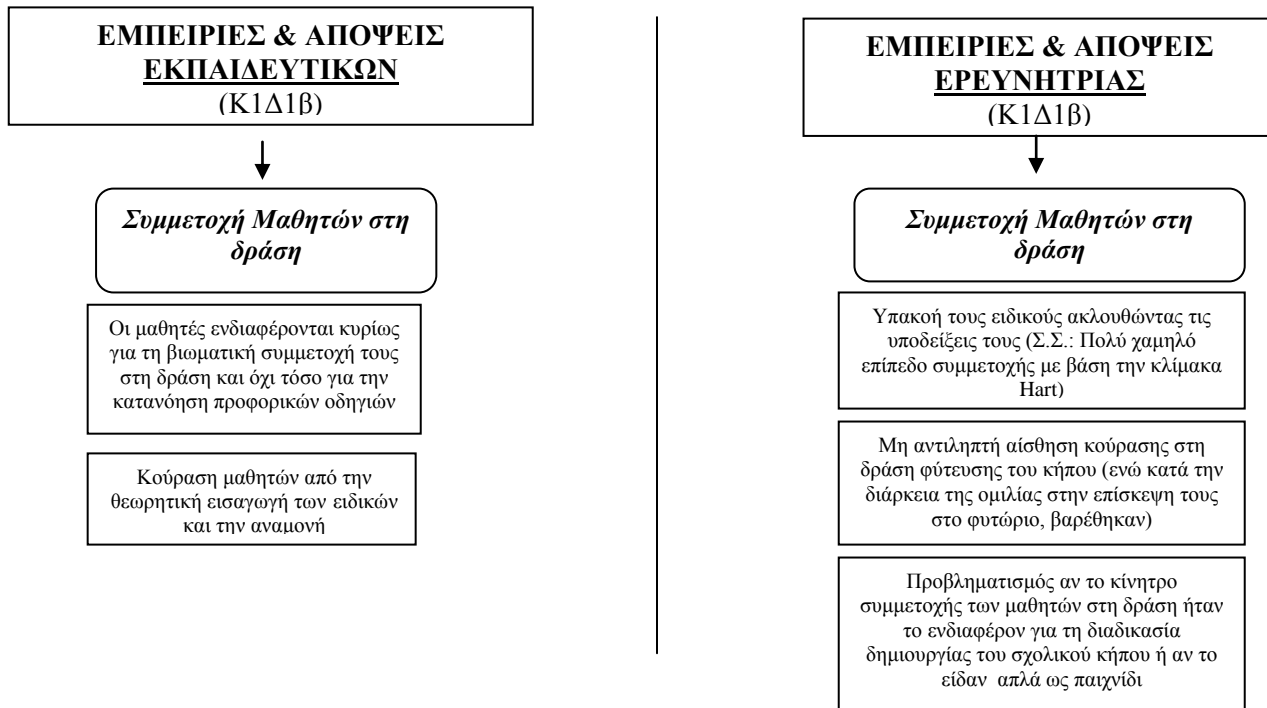 ΕΜΠΕΙΡΙΕΣ & ΑΠΟΨΕΙΣ
ΕΚΠΑΙΔΕΥΤΙΚΩΝ
(Κ1Δ1β)
Συμμετοχή Μαθητών στη
δράση
Οι μαθητές ενδιαφέρονται κυρίως
για τη βιωματική συμμετοχή τους
στη δράση και όχι τόσο για την
κατανόηση προφορικών οδηγιών
Κούραση μαθητών από την
θεωρητική εισαγωγή των ειδικών
και την αναμονή
ΕΜΠΕΙΡΙΕΣ & ΑΠΟΨΕΙΣ
ΕΡΕΥΝΗΤΡΙΑΣ
(Κ1Δ1β)
Συμμετοχή Μαθητών στη
δράση
Υπακοή τους ειδικούς ακλουθώντας τις
υποδείξεις τους (Σ.Σ.: Πολύ χαμηλό
επίπεδο συμμετοχής με βάση την κλίμακα
Hart)
Μη αντιληπτή αίσθηση κούρασης στη
δράση φύτευσης του κήπου (ενώ κατά την
διάρκεια της ομιλίας στην επίσκεψη τους
στο φυτώριο, βαρέθηκαν)
Προβληματισμός αν το κίνητρο
συμμετοχής των μαθητών στη δράση ήταν
το ενδιαφέρον για τη διαδικασία
δημιουργίας του σχολικού κήπου ή αν το
είδαν απλά ως παιχνίδι